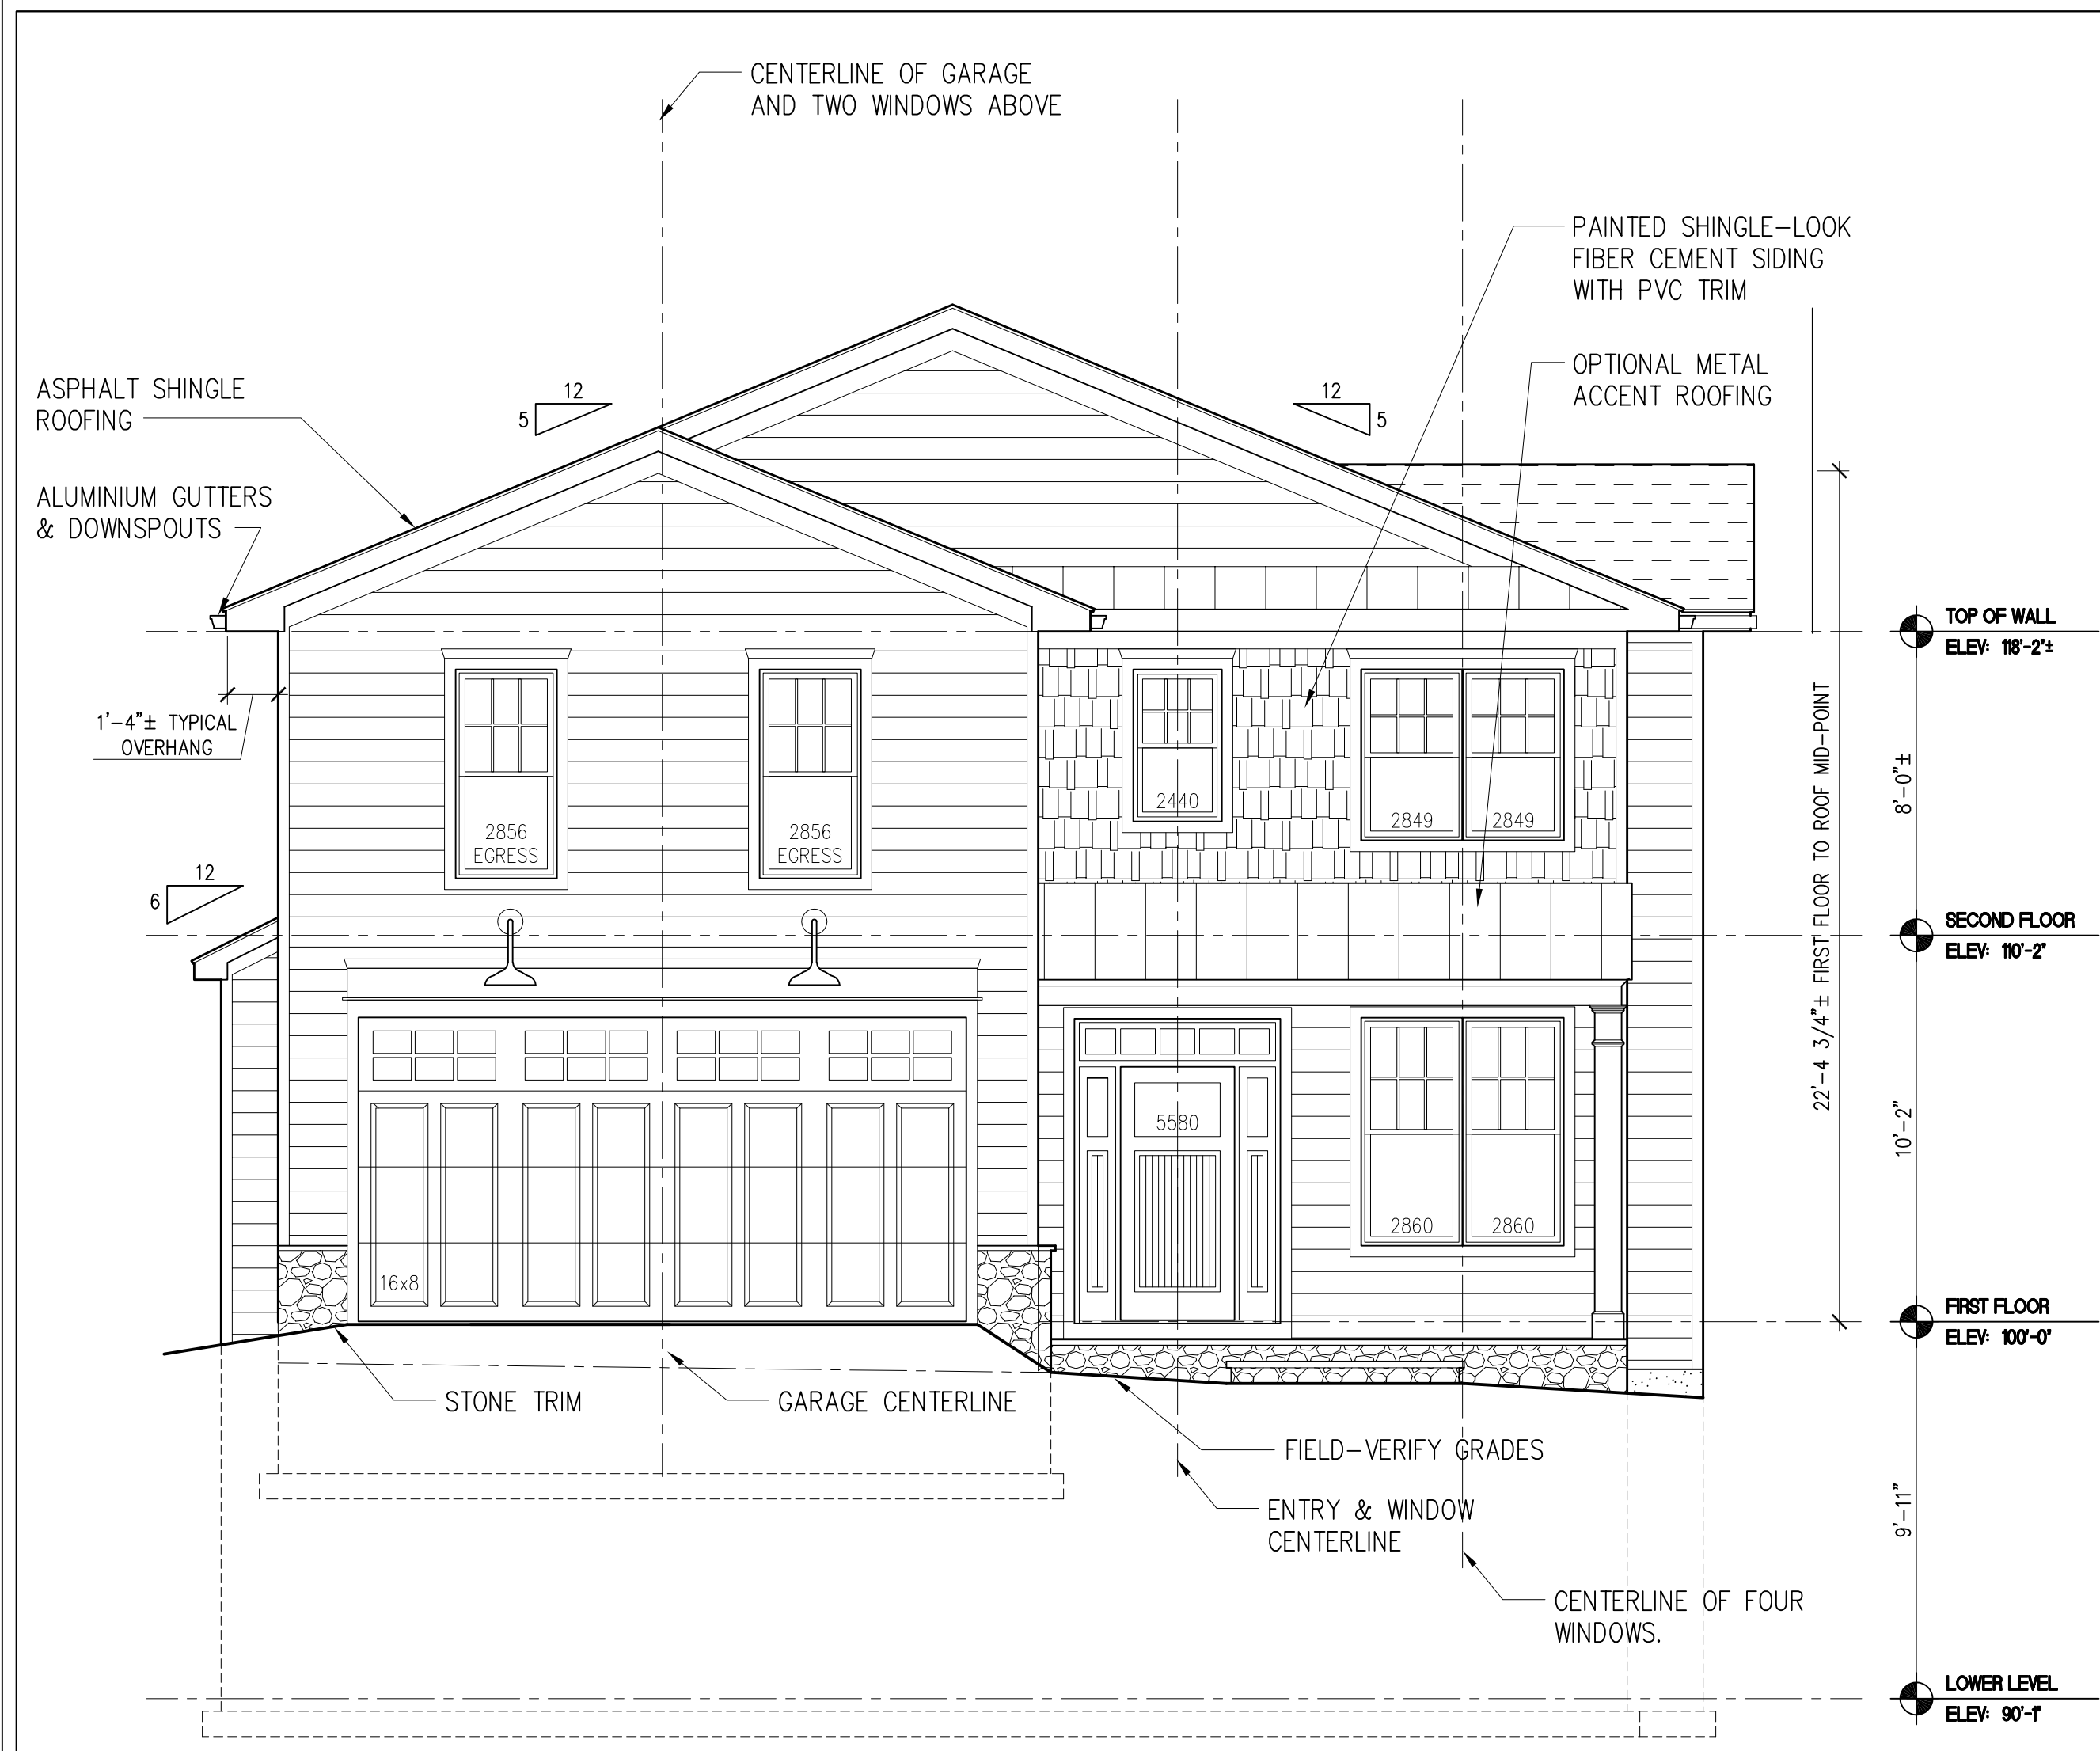 CENTERLINE OF GARAGE
AND TWO WINDOWS ABOVE
PAINTED SHINGLE-LOOK
FIBER CEMENT SIDING
WITH PVC TRIM
OPTIONAL METAL
ACCENT ROOFING
ASPHALT SHINGLE
ROOFING
ALUMINIUM GUTTERS
& DOWNSPOUTS
12
5
12
5
TOP OF WALL
ELEV: 118'-2"±
1'-4"± TYPICAL
OVERHANG
2856
EGRESS
2856
EGRESS
2440
2849
2849
8'-0"±
12
6
SECOND FLOOR
ELEV: 110'-2"
22'-4 3/4"± FIRST FLOOR TO ROOF MID-POINT
10'-2"
5580
2860
2860
16x8
FIRST FLOOR
ELEV: 100'-0"
STONE TRIM
GARAGE CENTERLINE
FIELD-VERIFY GRADES
ENTRY & WINDOW
CENTERLINE
9'-11"
CENTERLINE OF FOUR
WINDOWS.
LOWER LEVEL
ELEV: 90'-1"